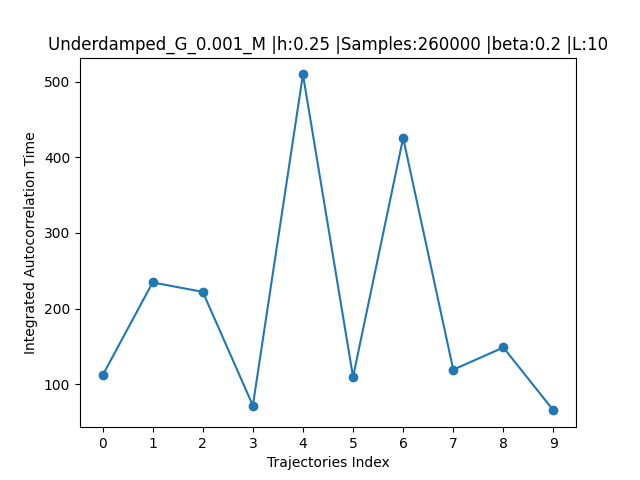 Underdamped_G_0.001_M |h:0.25 |Samples:260000 |beta:0.2 |L:10
500
400
300
200
100
Integrated Autocorrelation Time
0 1 2 3 4 5 6 7 8 9
Trajectories Index